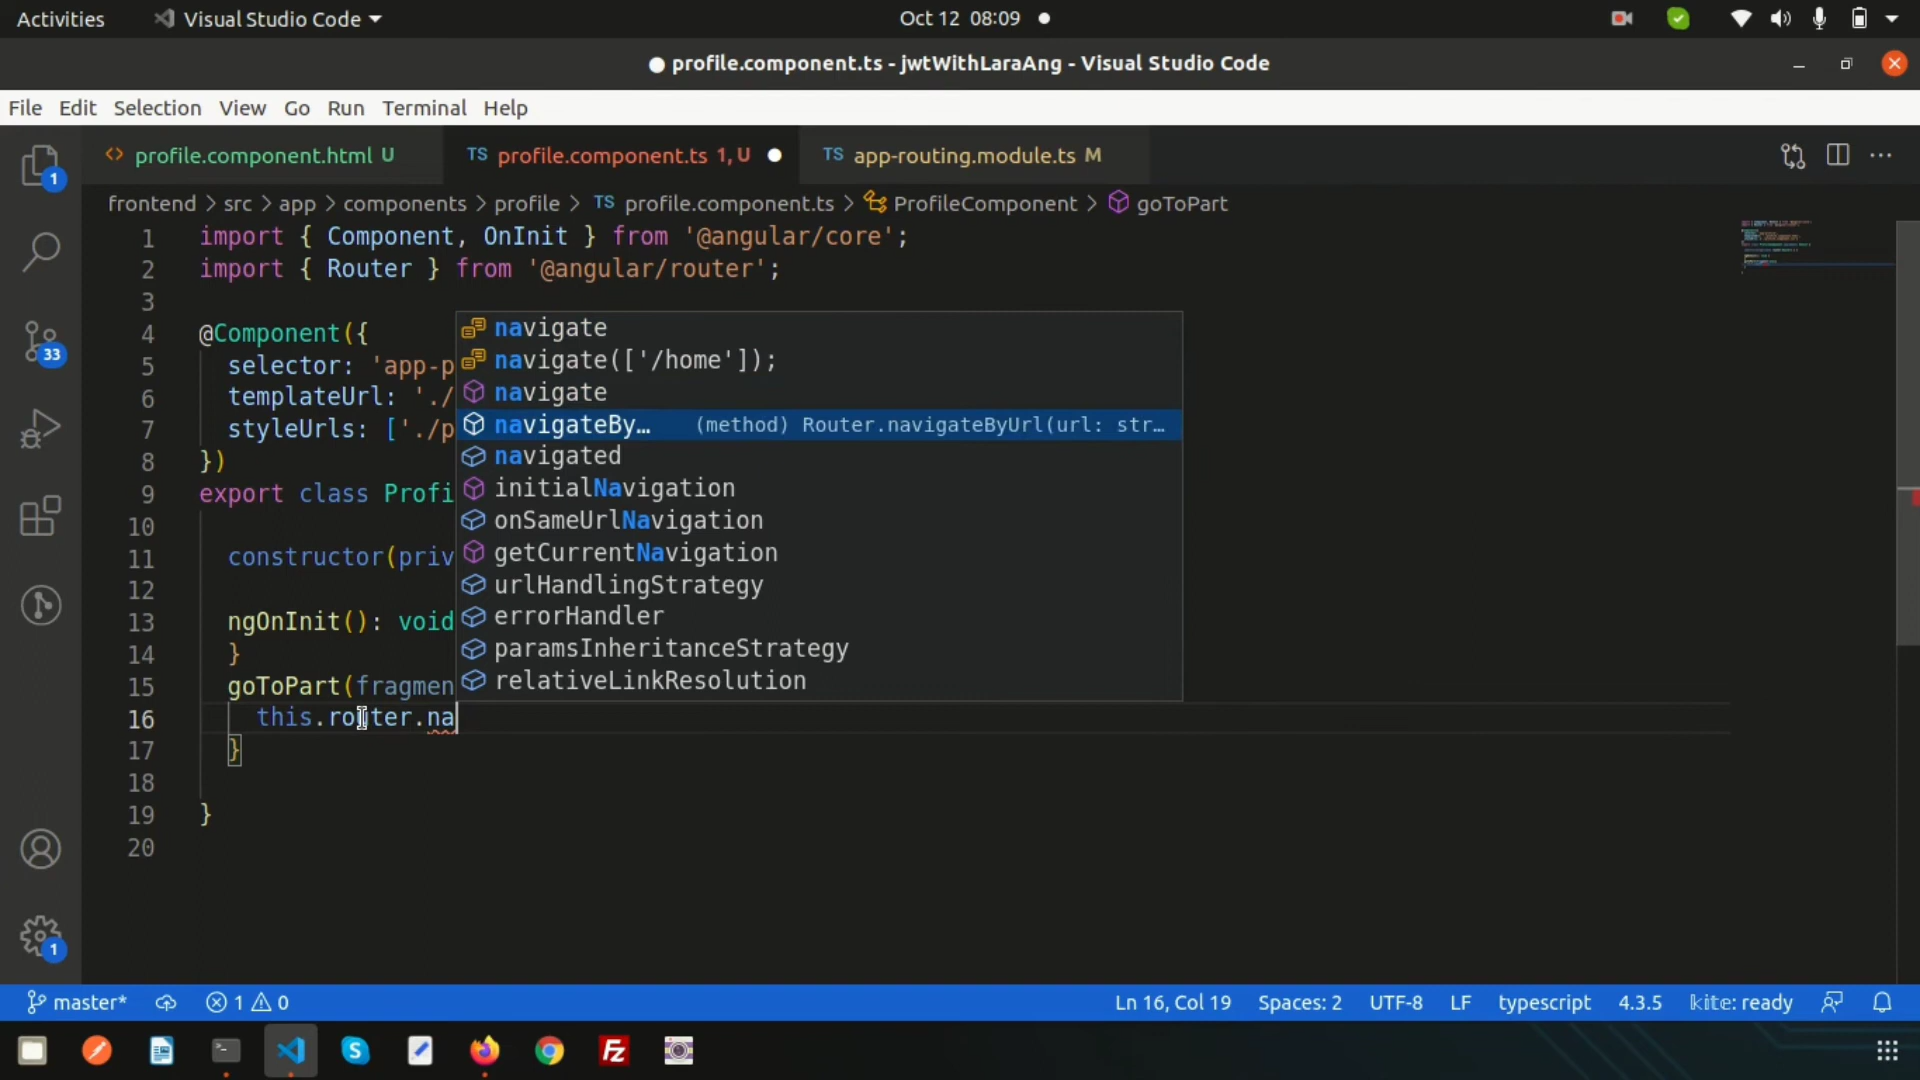 Activities Visual Studio Code Oct 12 08:09
profile.component.ts - jwtWithLaraAng - Visual Studio Code
File Edit Selection View Go Run Terminal Help
profile.component.html U TS profile.component.ts 1, U TS app-routing.module.ts M
frontend > src > app > components > profile > TS profile.component.ts > ProfileComponent > goToPart
1 import { Component, OnInit } from '@angular/core';
2 import { Router } from '@angular/router';
3
4 @Component({
5 selector: 'app-p
6 templateUrl: './
7 styleUrls: ['./p
8 })
9 export class Profi
10
11 constructor(priv
12
13 ngOnInit(): void
14 }
15 goToPart(fragmen
16 this.router.na
17 }
18
19 }
20
navigate
navigate(['/home']);
navigate
navigateBy… (method) Router.navigateByUrl(url: str…
navigated
initialNavigation
onSameUrlNavigation
getCurrentNavigation
urlHandlingStrategy
errorHandler
paramsInheritanceStrategy
relativeLinkResolution
1
33
1
master* 1 0 Ln 16, Col 19 Spaces: 2 UTF-8 LF typescript 4.3.5 kite: ready